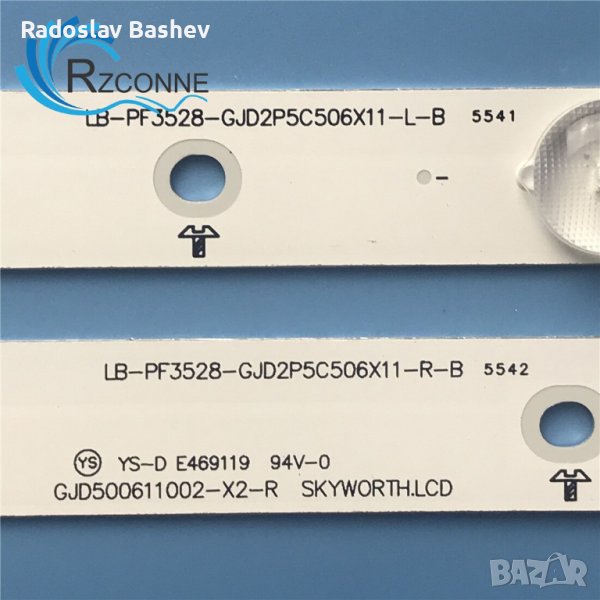 Radoslav Bashev
RZCONNE
LB-PF3528-GJD2P5C506X11-L-B 5541
-
LB-PF3528-GJD2P5C506X11-R-B 5542
YS YS-D E469119 94V-0
GJD500611002-X2-R SKYWORTH.LCD
BAZAR